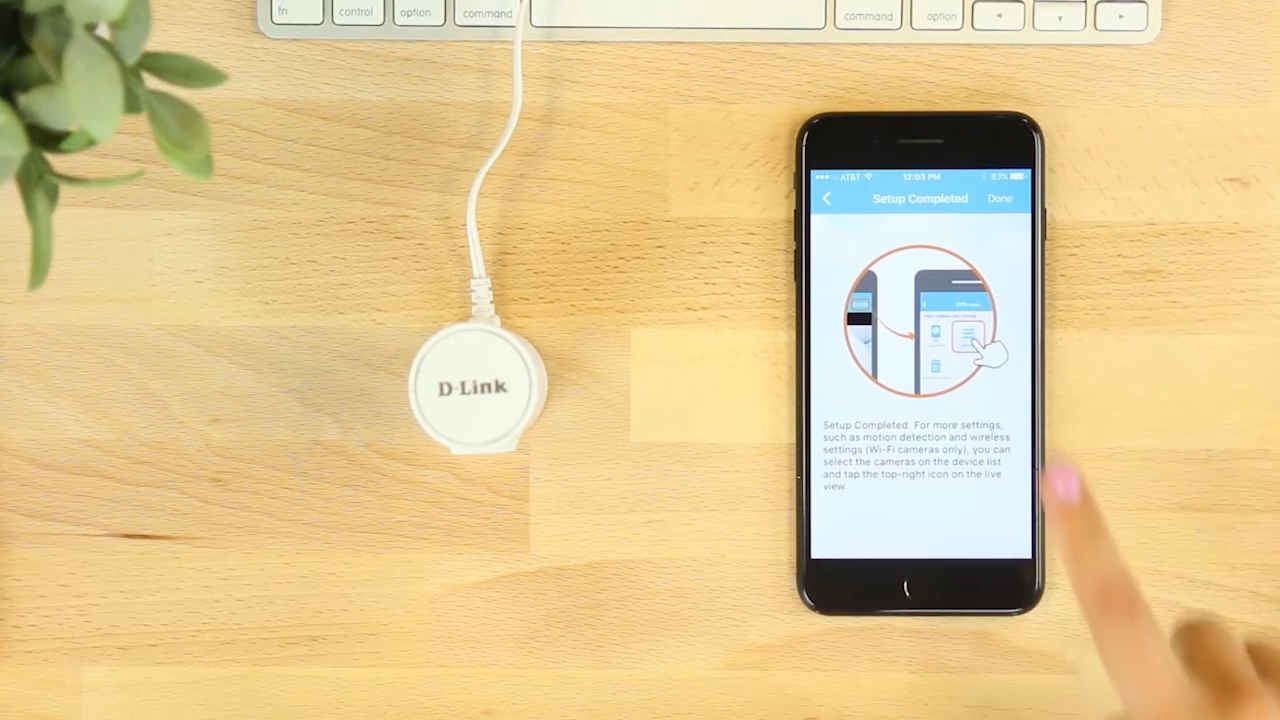 fn
control
option
command
command
option
AT&T
12:03 PM
83%
Setup Completed
Done
D-Link
Setup Completed. For more settings,
such as motion detection and wireless
settings (Wi-Fi cameras only), you can
select the cameras on the device list
and tap the top-right icon on the live
view.